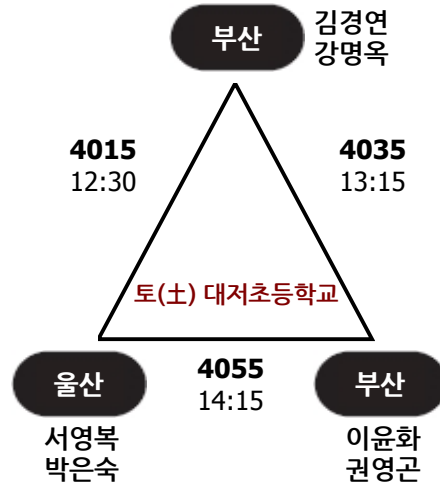 부산
김경연
강명옥
4015
12:30
4035
13:15
토(土) 대저초등학교
울산
4055
14:15
부산
서영복
박은숙
이윤화
권영곤